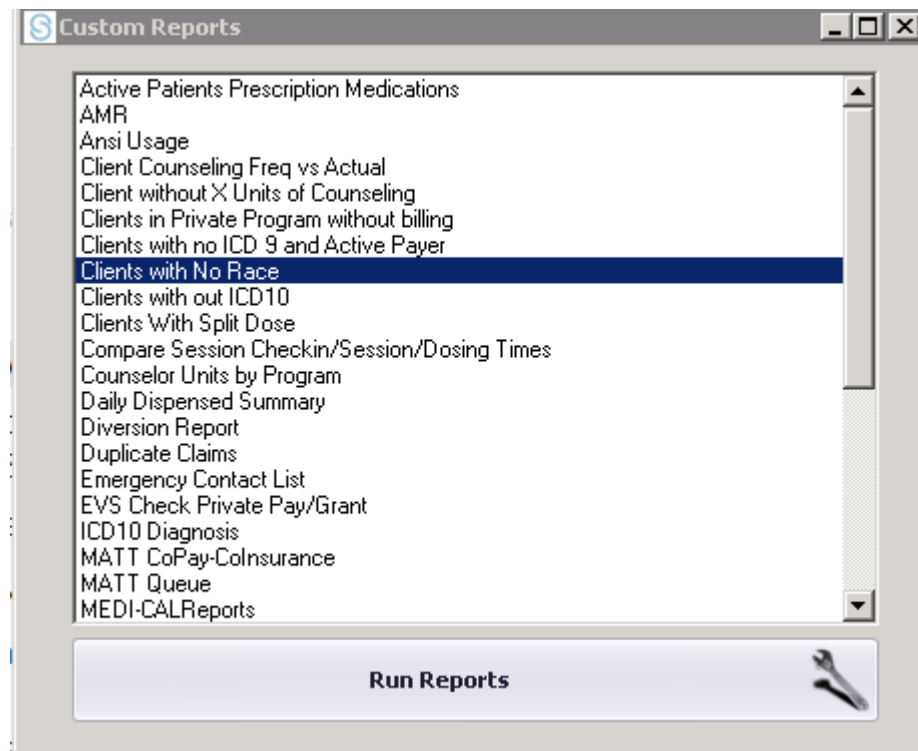 S Custom Reports
Active Patients Prescription Medications
AMR
Ansi Usage
Client Counseling Freq vs Actual
Client without X Units of Counseling
Clients in Private Program without billing
Clients with no ICD 9 and Active Payer
Clients with No Race
Clients with out ICD10
Clients With Split Dose
Compare Session Checkin/Session/Dosing Times
Counselor Units by Program
Daily Dispensed Summary
Diversion Report
Duplicate Claims
Emergency Contact List
EVS Check Private Pay/Grant
ICD10 Diagnosis
MATT CoPay-CoInsurance
MATT Queue
MEDI-CALReports
Run Reports